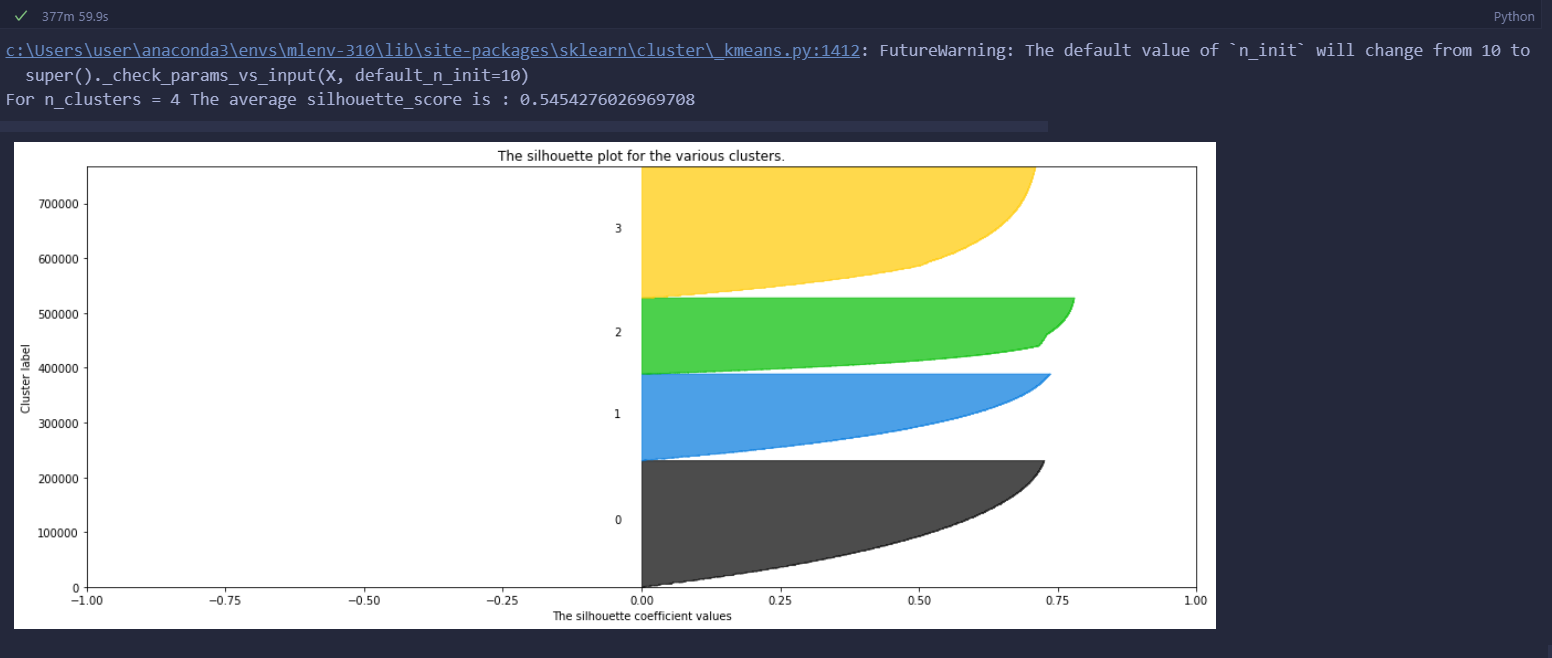 377m 59.9s
Python
c:\Users\user\anaconda3\envs\mlenv-310\lib\site-packages\sklearn\cluster\_kmeans.py:1412: FutureWarning: The default value of `n_init` will change from 10 to
super()._check_params_vs_input(X, default_n_init=10)
For n_clusters = 4 The average silhouette_score is : 0.5454276026969708
The silhouette plot for the various clusters.
700000
600000
500000
400000
300000
200000
100000
0
Cluster label
3
2
1
0
−1.00 −0.75 −0.50 −0.25 0.00 0.25 0.50 0.75 1.00
The silhouette coefficient values